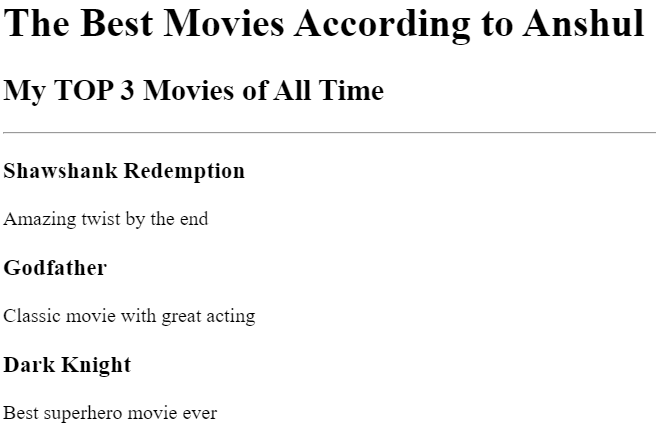 The Best Movies According to Anshul
My TOP 3 Movies of All Time
Shawshank Redemption
Amazing twist by the end
Godfather
Classic movie with great acting
Dark Knight
Best superhero movie ever